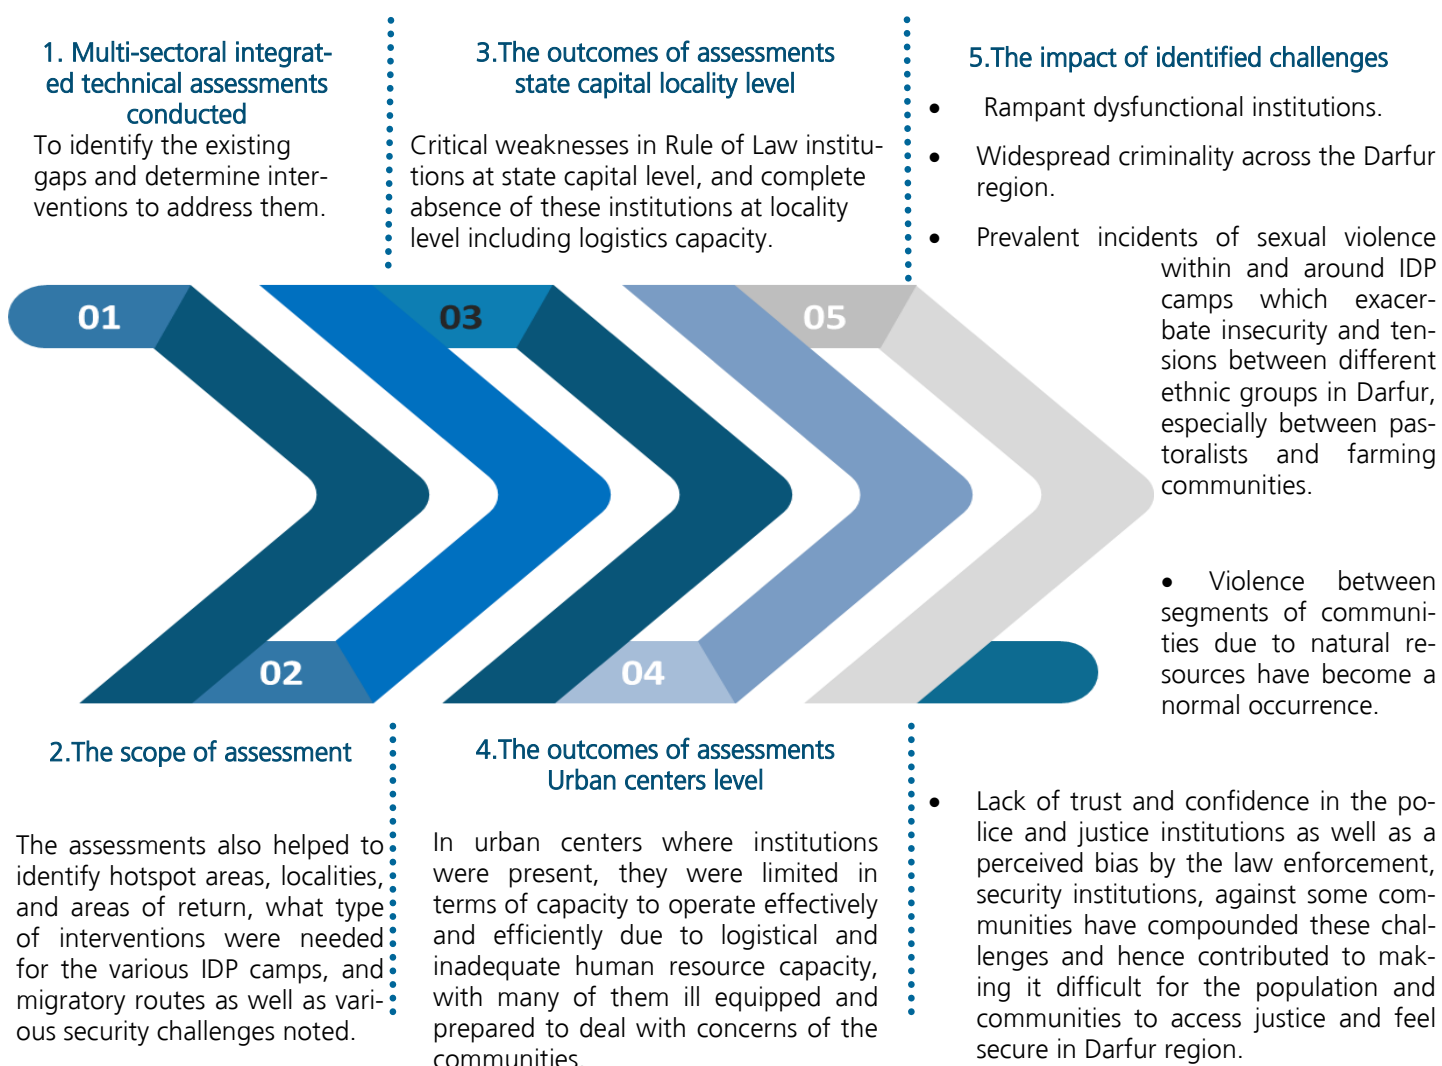 1. Multi-sectoral integrat-
ed technical assessments
conducted
To identify the existing
gaps and determine inter-
ventions to address them.
3.The outcomes of assessments
state capital locality level
Critical weaknesses in Rule of Law institu-
tions at state capital level, and complete
absence of these institutions at locality
level including logistics capacity.
5.The impact of identified challenges
• Rampant dysfunctional institutions.
• Widespread criminality across the Darfur
region.
• Prevalent incidents of sexual violence
within and around IDP
camps which exacer-
bate insecurity and ten-
sions between different
ethnic groups in Darfur,
especially between pas-
toralists and farming
communities.
• Violence between
segments of communi-
ties due to natural re-
sources have become a
normal occurrence.
• Lack of trust and confidence in the po-
lice and justice institutions as well as a
perceived bias by the law enforcement,
security institutions, against some com-
munities have compounded these chal-
lenges and hence contributed to mak-
ing it difficult for the population and
communities to access justice and feel
secure in Darfur region.
01
03
05
02
04
2.The scope of assessment
The assessments also helped to
identify hotspot areas, localities,
and areas of return, what type
of interventions were needed
for the various IDP camps, and
migratory routes as well as vari-
ous security challenges noted.
4.The outcomes of assessments
Urban centers level
In urban centers where institutions
were present, they were limited in
terms of capacity to operate effectively
and efficiently due to logistical and
inadequate human resource capacity,
with many of them ill equipped and
prepared to deal with concerns of the
communities.